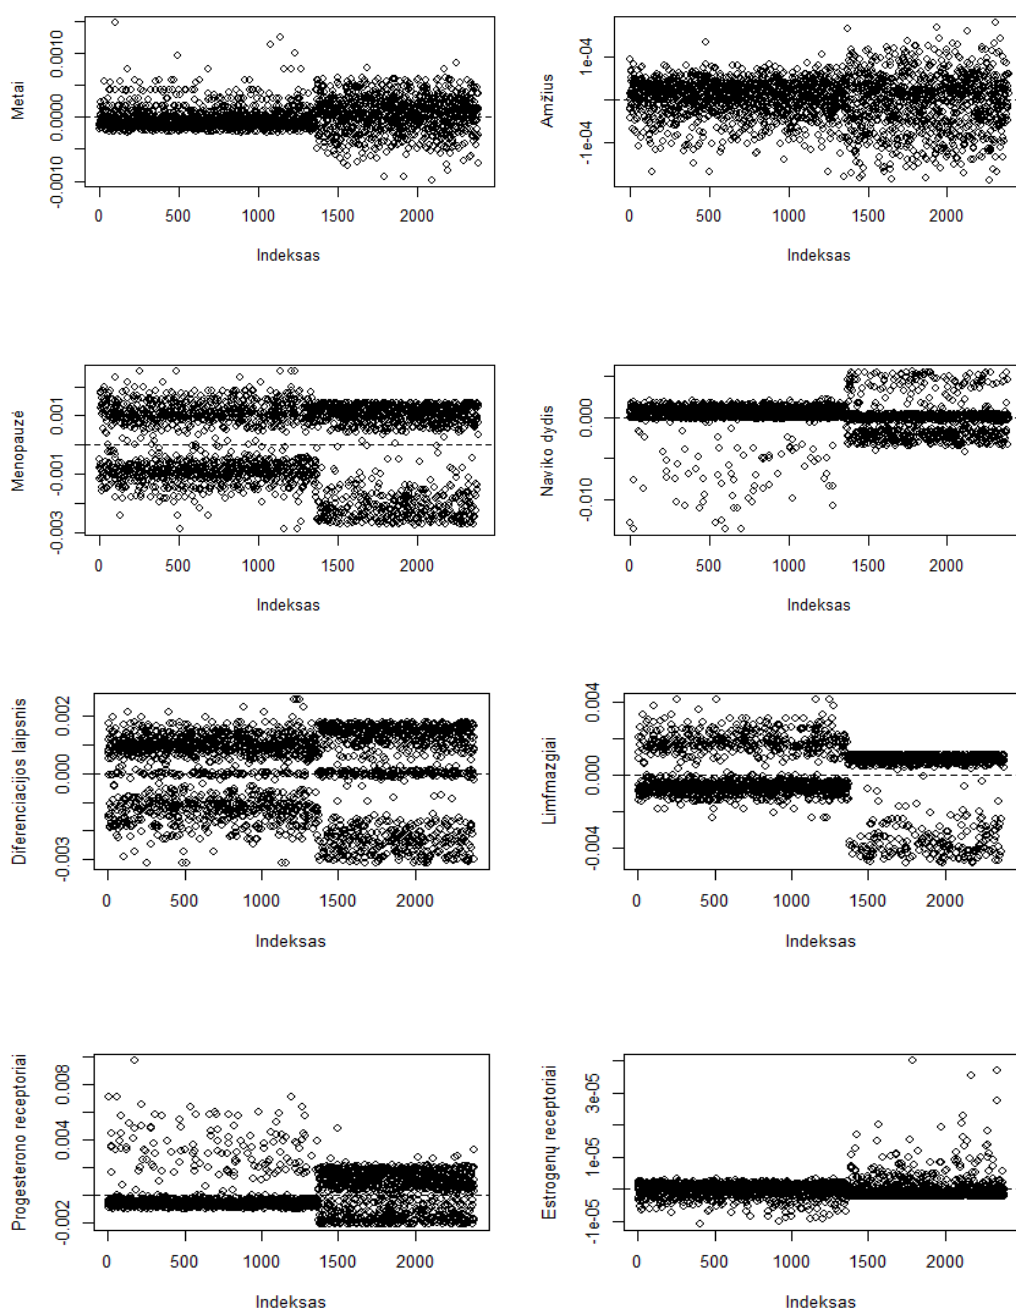 Metai
0.0010
0.0000
-0.0010
0 500 1000 1500 2000
Indeksas
Amžius
1e-04
-1e-04
0 500 1000 1500 2000
Indeksas
Menopauzė
0.001
-0.001
-0.003
0 500 1000 1500 2000
Indeksas
Naviko dydis
0.000
-0.010
0 500 1000 1500 2000
Indeksas
Diferenciacijos laipsnis
0.002
0.000
-0.003
0 500 1000 1500 2000
Indeksas
Limfmazgiai
0.004
0.000
-0.004
0 500 1000 1500 2000
Indeksas
Progesterono receptoriai
0.008
0.004
-0.002
0 500 1000 1500 2000
Indeksas
Estrogenų receptoriai
3e-05
1e-05
-1e-05
0 500 1000 1500 2000
Indeksas